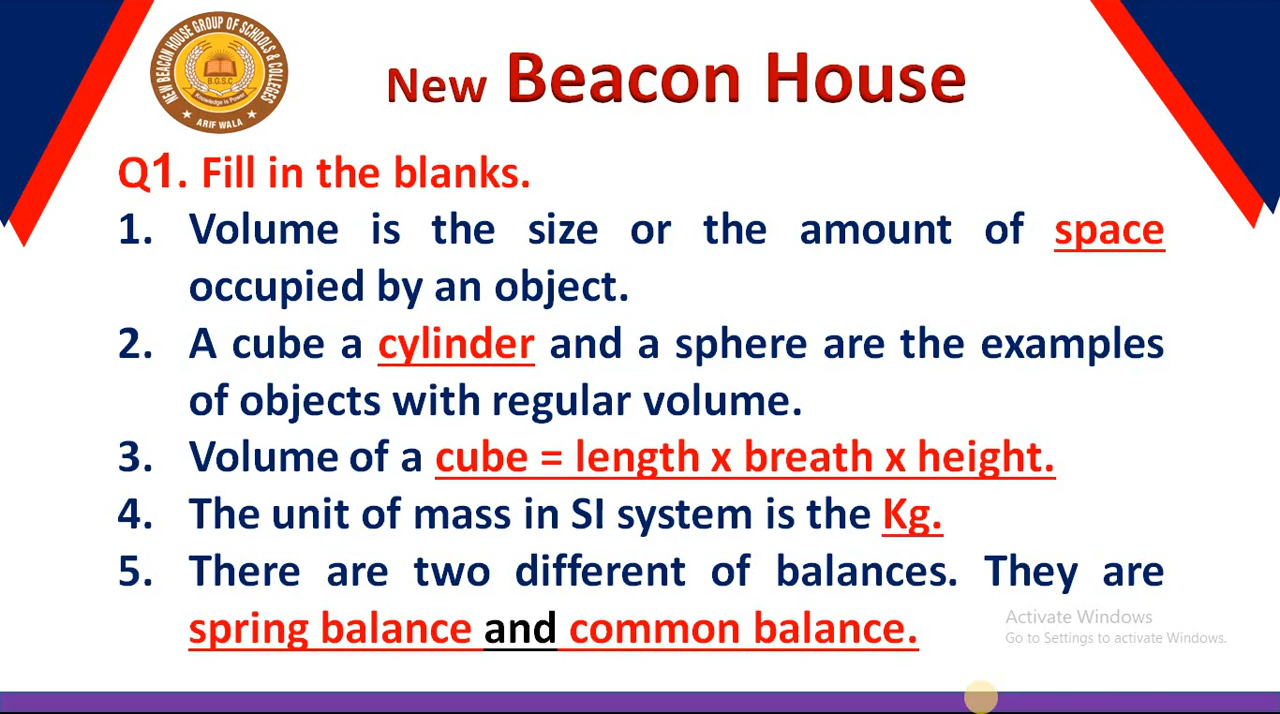 NEW BEACON HOUSE GROUP OF SCHOOLS & COLLEGES
B.G.S.C
Knowledge is Power
ARIF WALA
New Beacon House
Q1. Fill in the blanks.
1. Volume is the size or the amount of space
occupied by an object.
2. A cube a cylinder and a sphere are the examples
of objects with regular volume.
3. Volume of a cube = length x breath x height.
4. The unit of mass in SI system is the Kg.
5. There are two different of balances. They are
spring balance and common balance.
Activate Windows
Go to Settings to activate Windows.